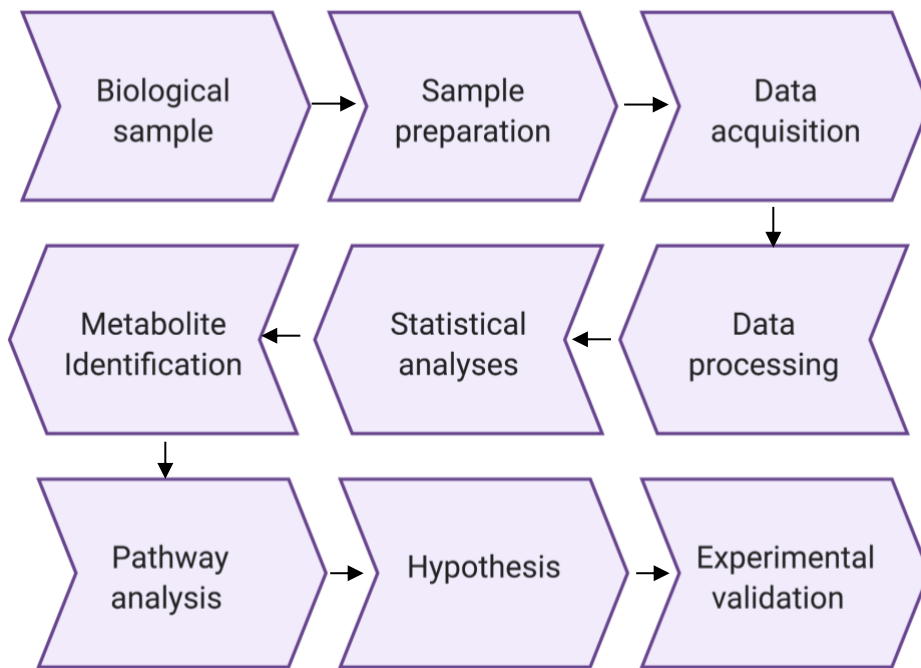 Biological
sample
Sample
preparation
Data
acquisition
Data
processing
Statistical
analyses
Metabolite
Identification
Pathway
analysis
Hypothesis
Experimental
validation